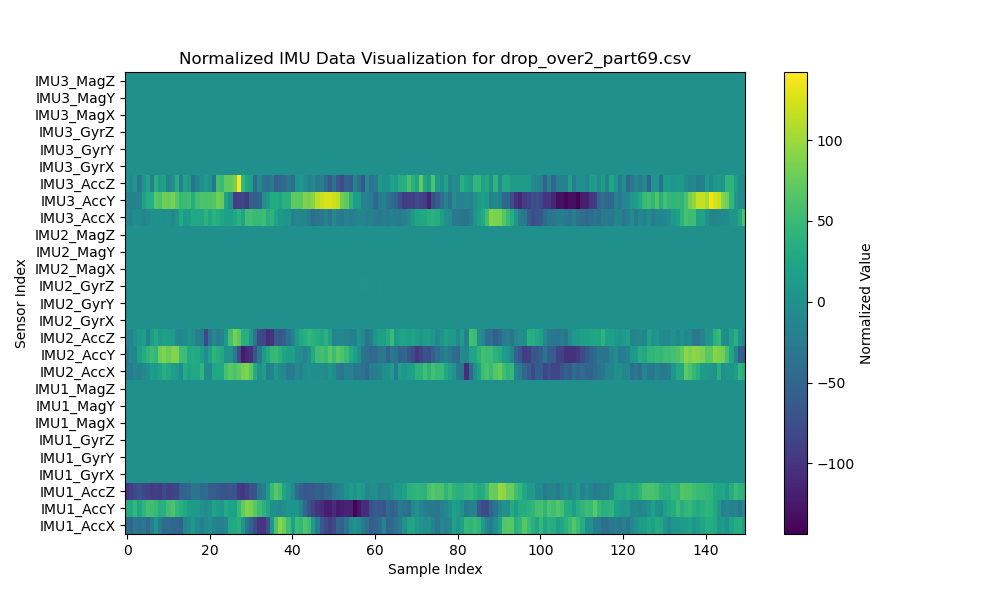 Normalized IMU Data Visualization for drop_over2_part69.csv
IMU3_MagZ
IMU3_MagY
IMU3_MagX
IMU3_GyrZ
IMU3_GyrY
IMU3_GyrX
IMU3_AccZ
IMU3_AccY
IMU3_AccX
IMU2_MagZ
IMU2_MagY
IMU2_MagX
IMU2_GyrZ
IMU2_GyrY
IMU2_GyrX
IMU2_AccZ
IMU2_AccY
IMU2_AccX
IMU1_MagZ
IMU1_MagY
IMU1_MagX
IMU1_GyrZ
IMU1_GyrY
IMU1_GyrX
IMU1_AccZ
IMU1_AccY
IMU1_AccX
Sensor Index
0 20 40 60 80 100 120 140
Sample Index
100
50
0
−50
−100
Normalized Value